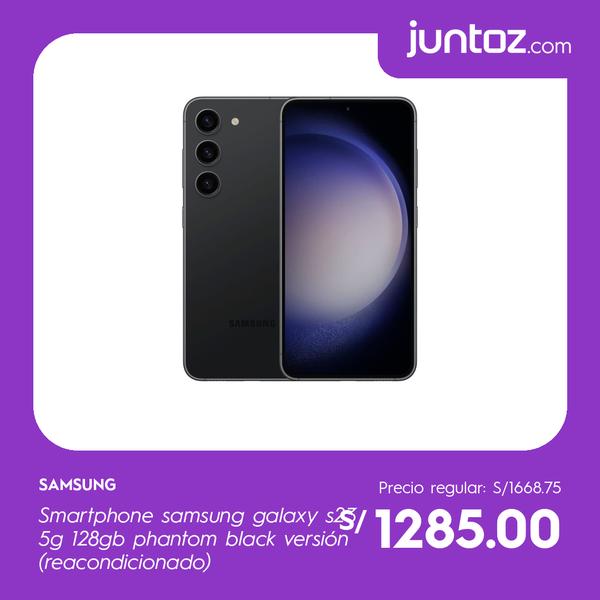 juntoz.com
SAMSUNG
SAMSUNG
Precio regular: S/1668.75
Smartphone samsung galaxy s23
5g 128gb phantom black versión
(reacondicionado)
S/ 1285.00